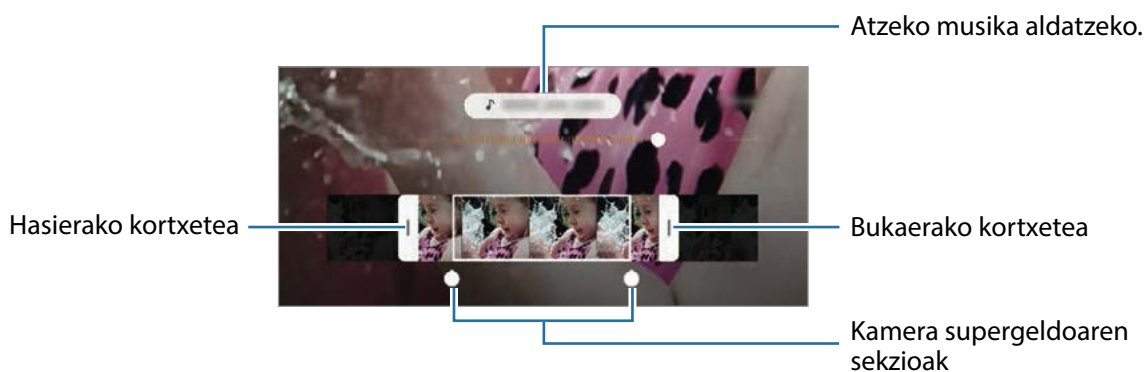 Atzeko musika aldatzeko.
Hasierako kortxetea
Bukaerako kortxetea
Kamera supergeldoaren
sekzioak